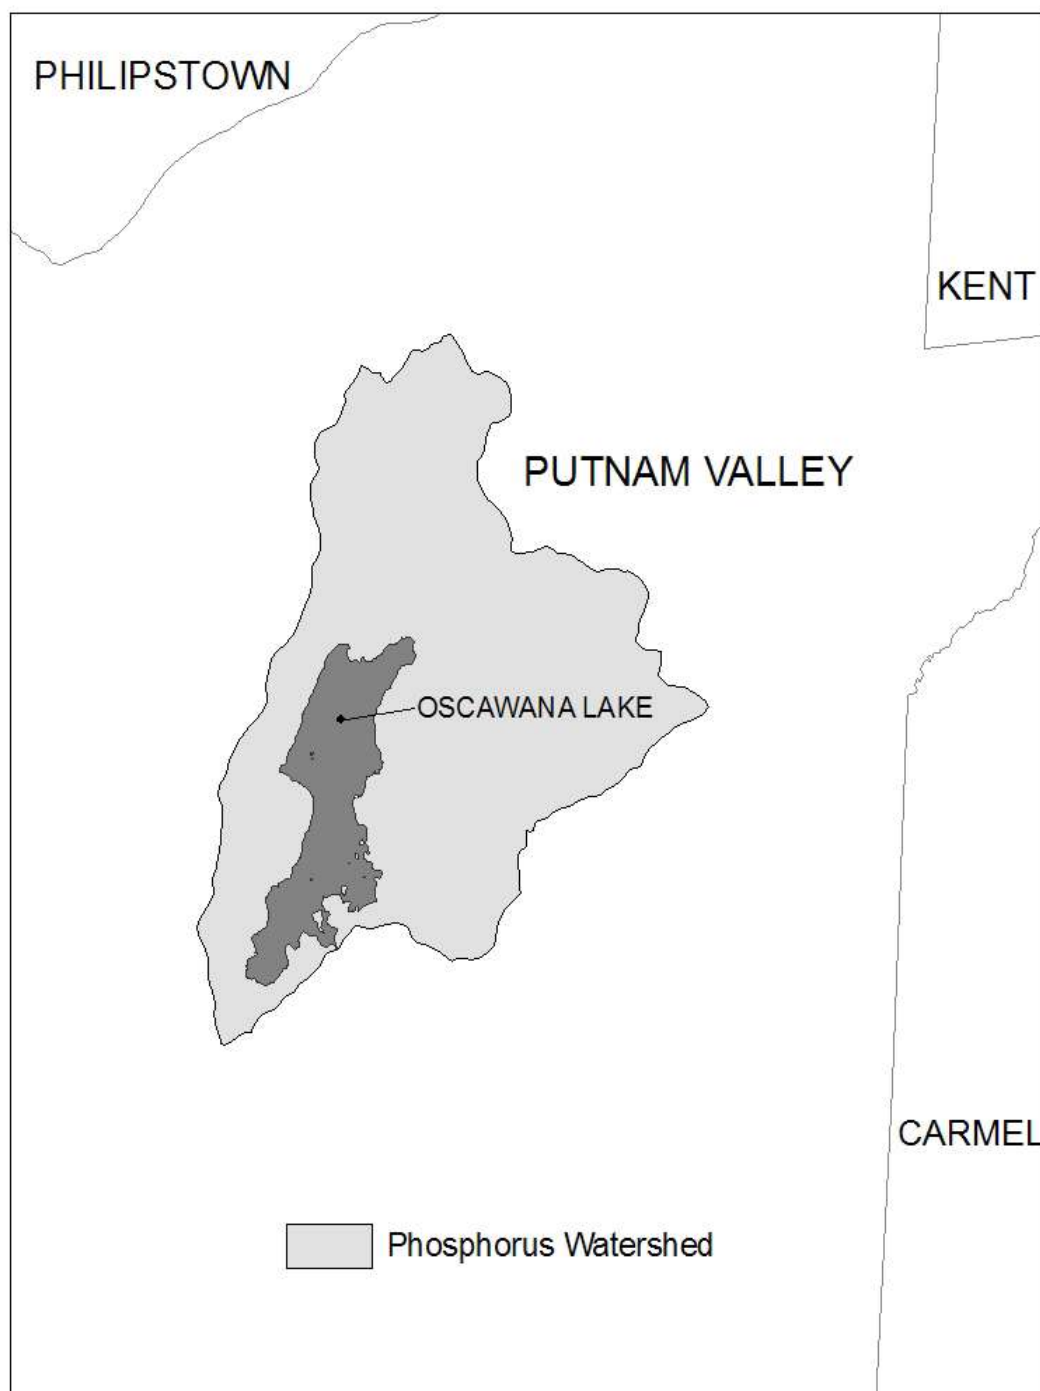 PHILIPSTOWN
KENT
PUTNAM VALLEY
OSCAWANA LAKE
CARMEL
Phosphorus Watershed